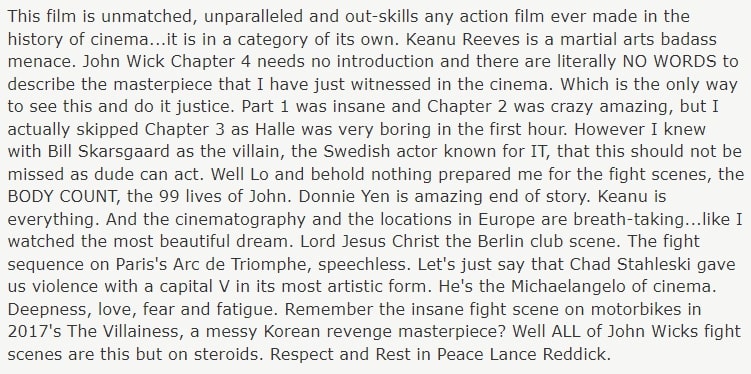 This film is unmatched, unparalleled and out-skills any action film ever made in the
history of cinema...it is in a category of its own. Keanu Reeves is a martial arts badass
menace. John Wick Chapter 4 needs no introduction and there are literally NO WORDS to
describe the masterpiece that I have just witnessed in the cinema. Which is the only way
to see this and do it justice. Part 1 was insane and Chapter 2 was crazy amazing, but I
actually skipped Chapter 3 as Halle was very boring in the first hour. However I knew
with Bill Skarsgaard as the villain, the Swedish actor known for IT, that this should not be
missed as dude can act. Well Lo and behold nothing prepared me for the fight scenes, the
BODY COUNT, the 99 lives of John. Donnie Yen is amazing end of story. Keanu is
everything. And the cinematography and the locations in Europe are breath-taking...like I
watched the most beautiful dream. Lord Jesus Christ the Berlin club scene. The fight
sequence on Paris's Arc de Triomphe, speechless. Let's just say that Chad Stahleski gave
us violence with a capital V in its most artistic form. He's the Michaelangelo of cinema.
Deepness, love, fear and fatigue. Remember the insane fight scene on motorbikes in
2017's The Villainess, a messy Korean revenge masterpiece? Well ALL of John Wicks fight
scenes are this but on steroids. Respect and Rest in Peace Lance Reddick.